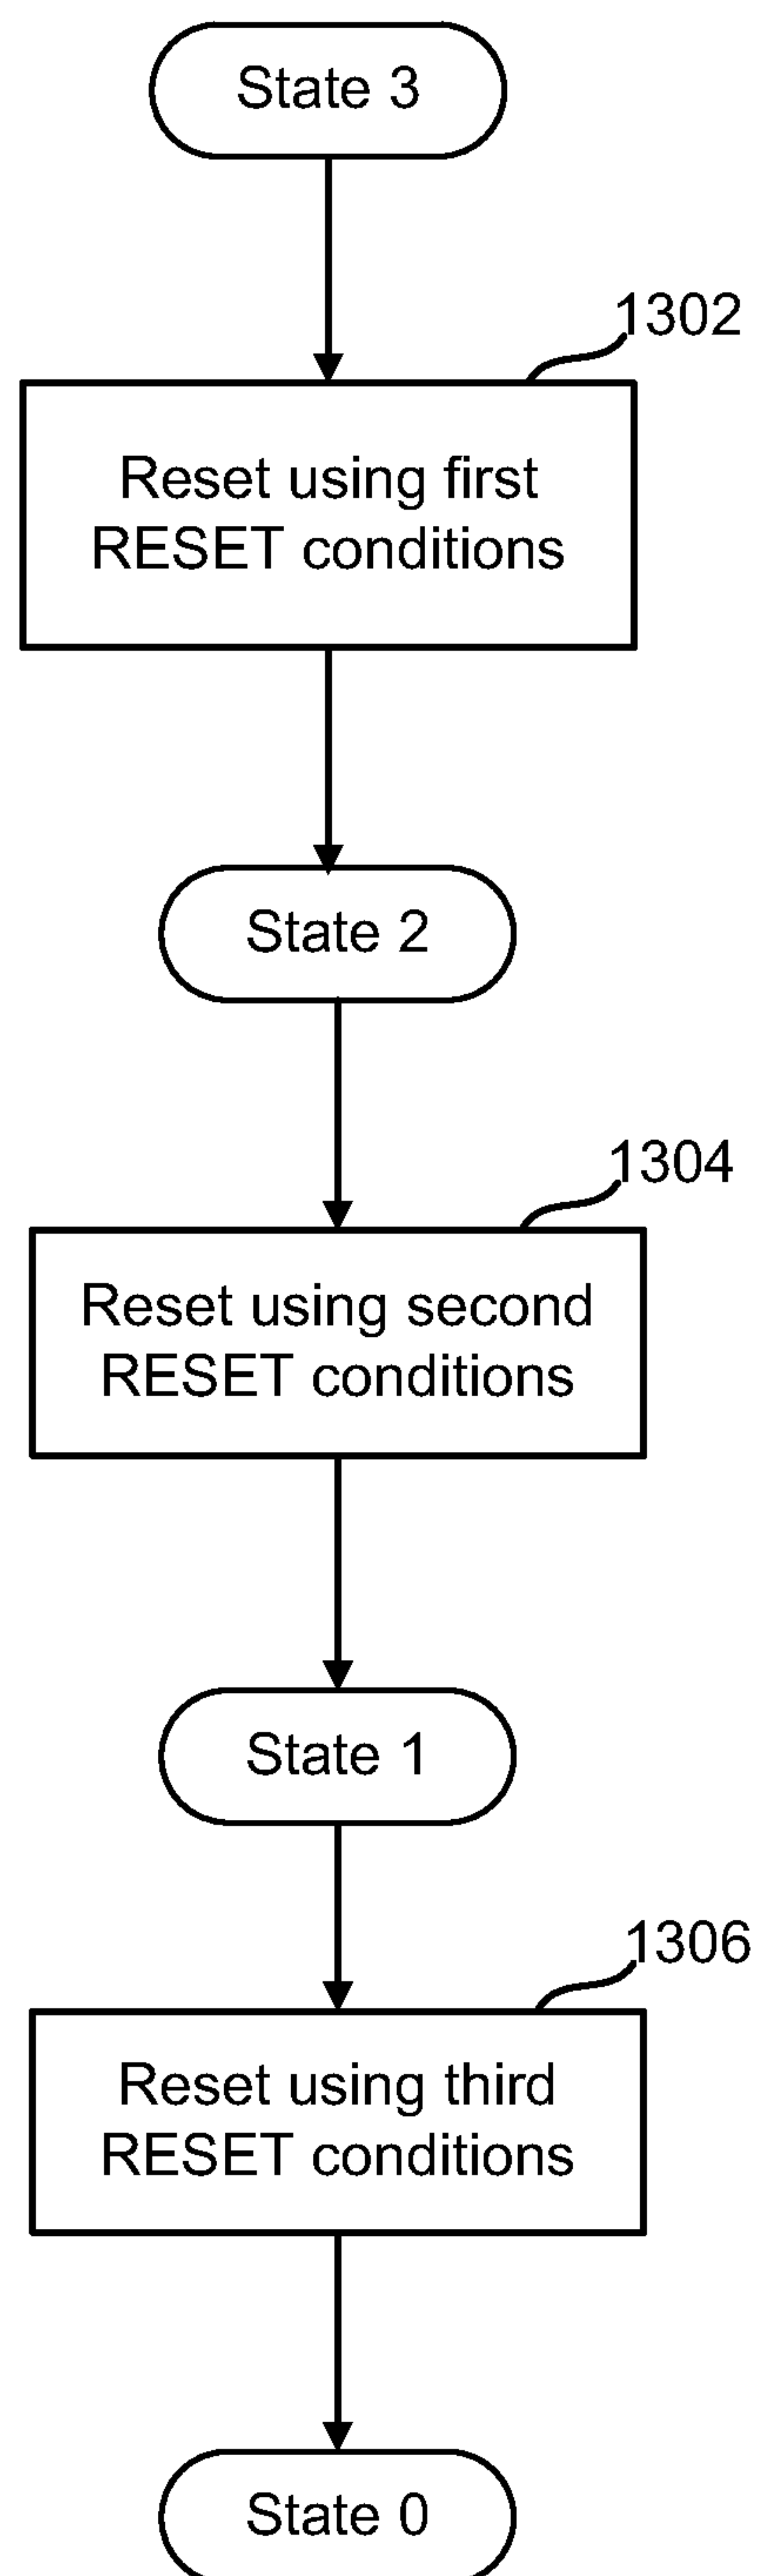 State 3
1302
Reset using first
RESET conditions
State 2
1304
Reset using second
RESET conditions
State 1
1306
Reset using third
RESET conditions
State 0